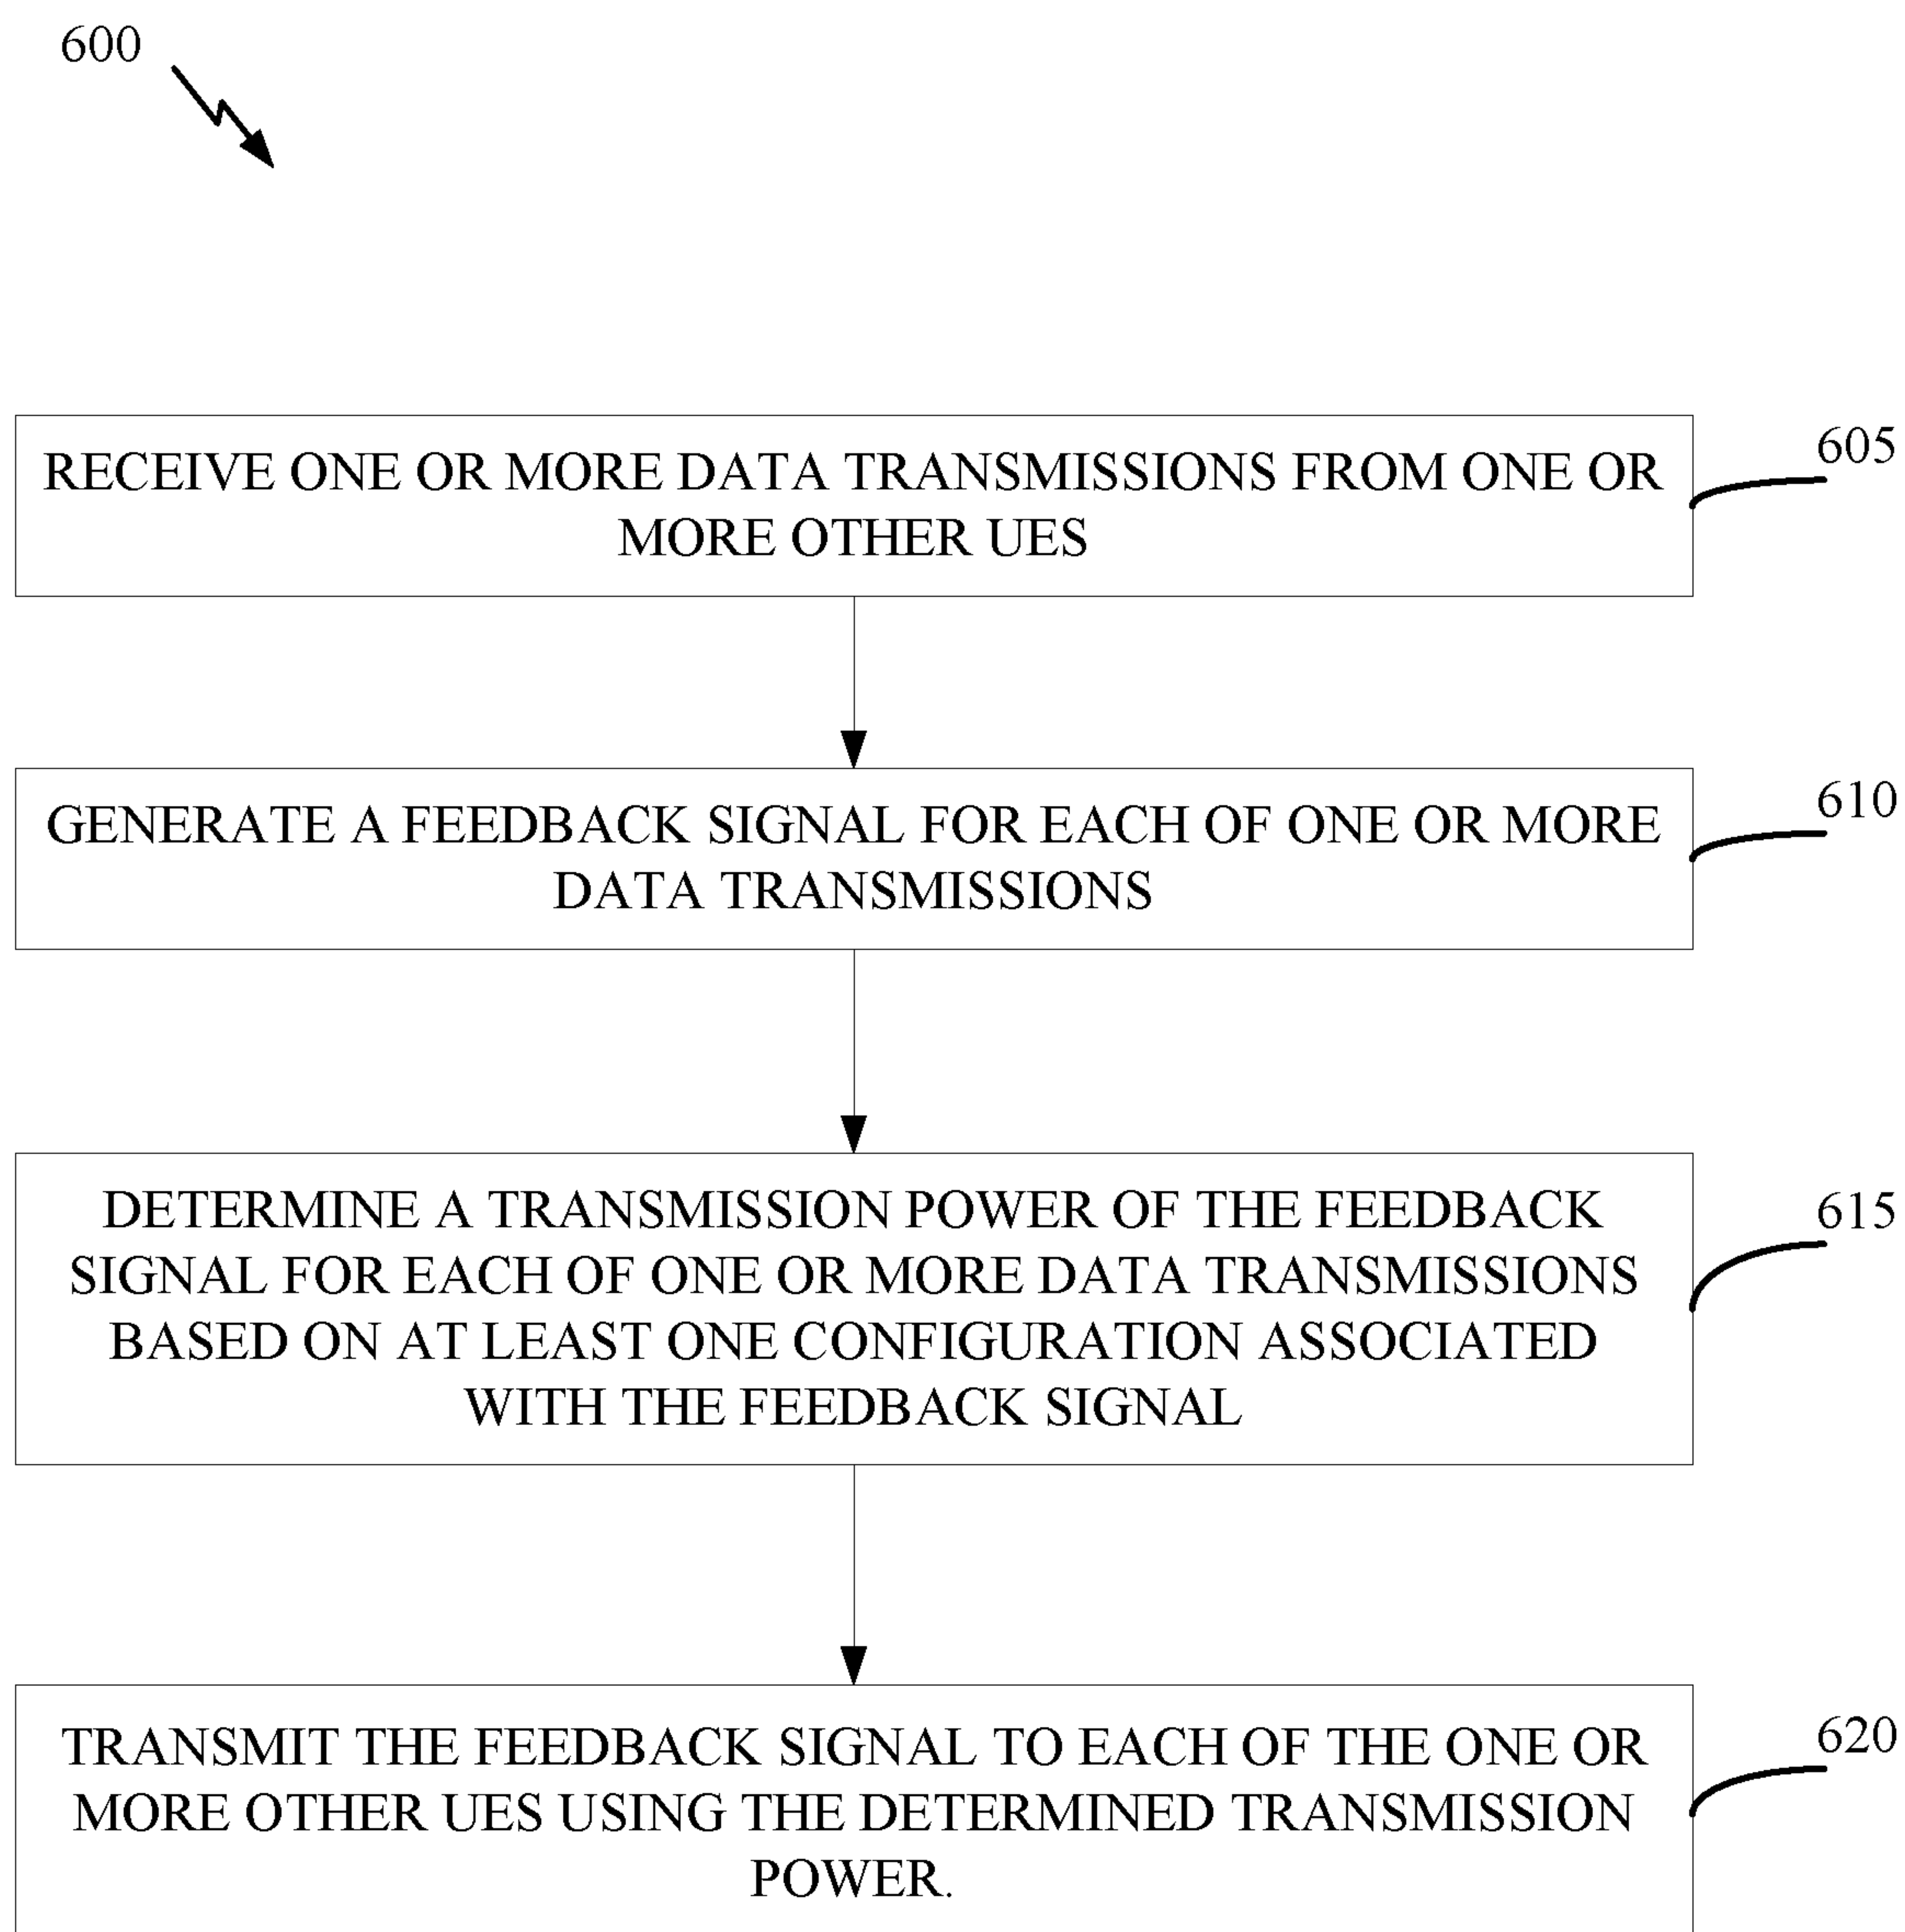 600
RECEIVE ONE OR MORE DATA TRANSMISSIONS FROM ONE OR
MORE OTHER UES
605
GENERATE A FEEDBACK SIGNAL FOR EACH OF ONE OR MORE
DATA TRANSMISSIONS
610
DETERMINE A TRANSMISSION POWER OF THE FEEDBACK
SIGNAL FOR EACH OF ONE OR MORE DATA TRANSMISSIONS
BASED ON AT LEAST ONE CONFIGURATION ASSOCIATED
WITH THE FEEDBACK SIGNAL
615
TRANSMIT THE FEEDBACK SIGNAL TO EACH OF THE ONE OR
MORE OTHER UES USING THE DETERMINED TRANSMISSION
POWER.
620